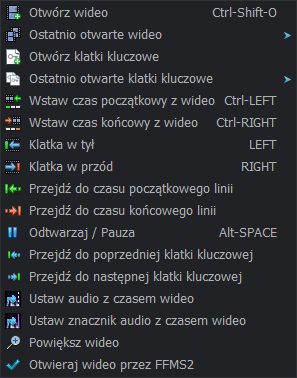 Otwórz wideo Ctrl-Shift-O
Ostatnio otwarte wideo
Otwórz klatki kluczowe
Ostatnio otwarte klatki kluczowe
Wstaw czas początkowy z wideo Ctrl-LEFT
Wstaw czas końcowy z wideo Ctrl-RIGHT
Klatka w tył LEFT
Klatka w przód RIGHT
Przejdź do czasu początkowego linii
Przejdź do czasu końcowego linii
Odtwarzaj / Pauza Alt-SPACE
Przejdź do poprzedniej klatki kluczowej
Przejdź do następnej klatki kluczowej
Ustaw audio z czasem wideo
Ustaw znacznik audio z czasem wideo
Powiększ wideo
Otwieraj wideo przez FFMS2